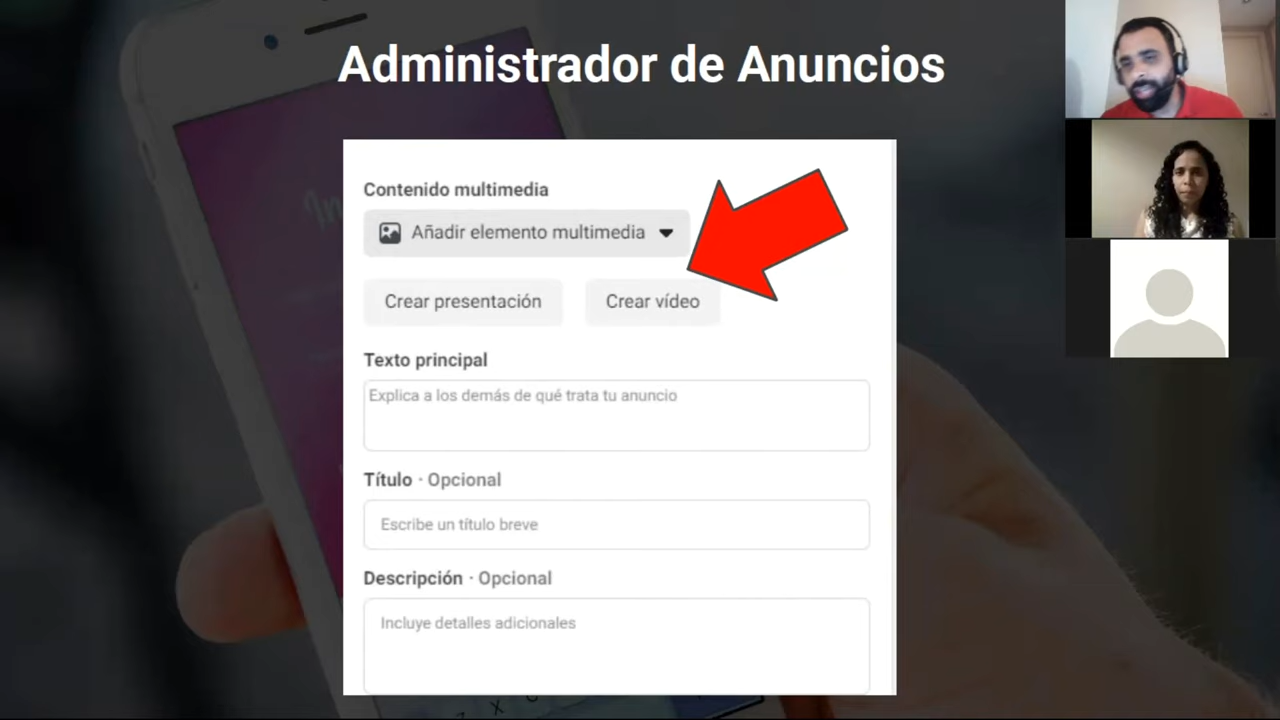 Administrador de Anuncios
Contenido multimedia
Añadir elemento multimedia
Crear presentación
Crear vídeo
Texto principal
Explica a los demás de qué trata tu anuncio
Título · Opcional
Escribe un título breve
Descripción · Opcional
Incluye detalles adicionales